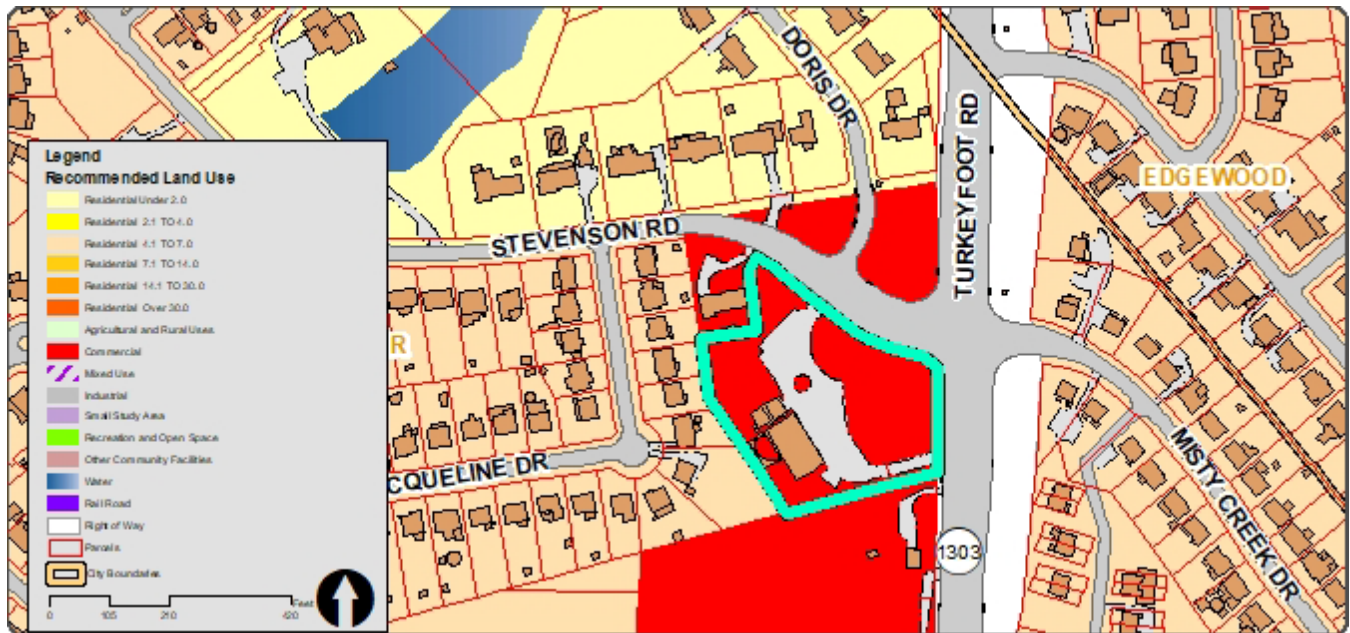 DORIS DR
TURKEYFOOT RD
EDGEWOOD
STEVENSON RD
R
CQUELINE DR
MISTY CREEK DR
1303
Legend
Recommended Land Use
Residential Under 2.0
Residential 2.1 TO 4.0
Residential 4.1 TO 7.0
Residential 7.1 TO 14.0
Residential 14.1 TO 30.0
Residential Over 30.0
Agricultural and Rural Uses
Commercial
Mixed Use
Industrial
Small Study Area
Recreation and Open Space
Other Community Facilities
Water
Rail Road
Right of Way
Parcels
City Boundaries
Feet
0 105 210 420